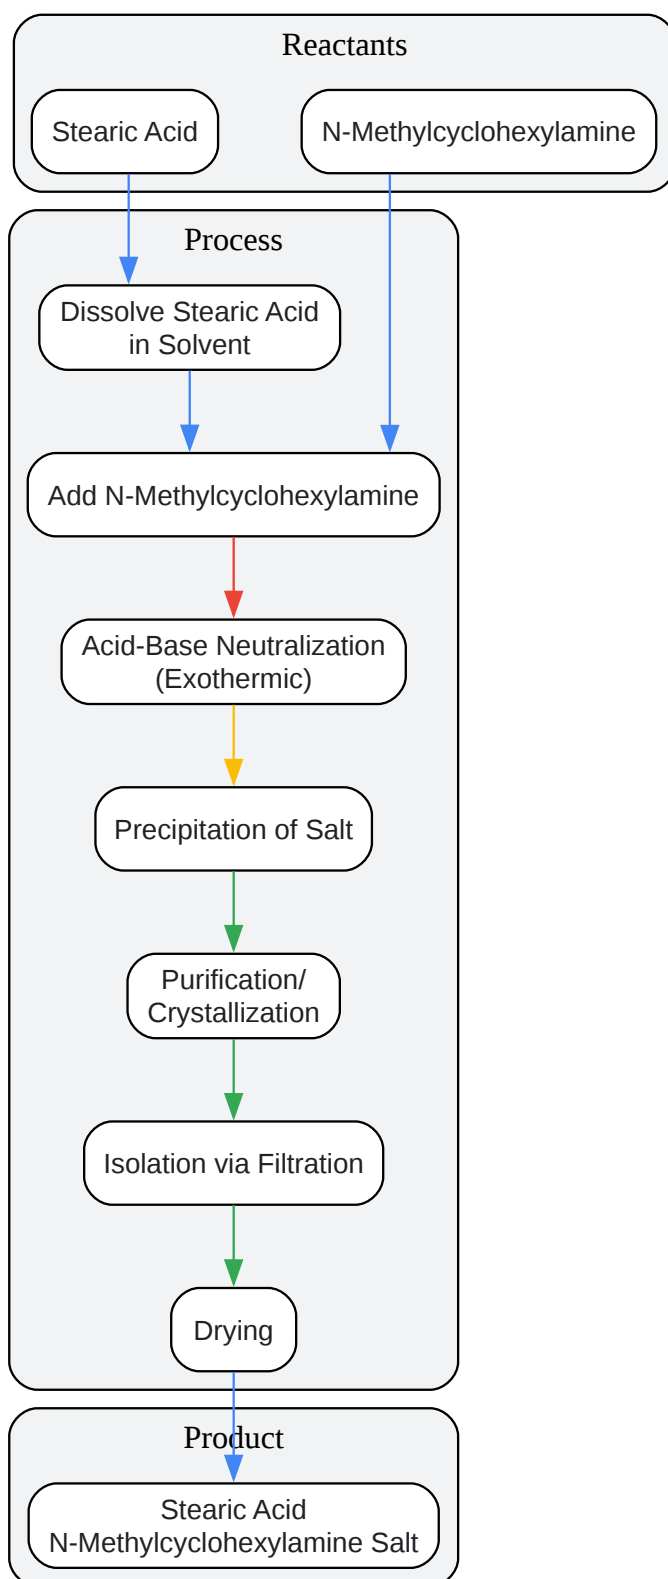 Reactants
Stearic Acid
N-Methylcyclohexylamine
Process
Dissolve Stearic Acid
in Solvent
Add N-Methylcyclohexylamine
Acid-Base Neutralization
(Exothermic)
Precipitation of Salt
Purification/
Crystallization
Isolation via Filtration
Drying
Product
Stearic Acid
N-Methylcyclohexylamine Salt